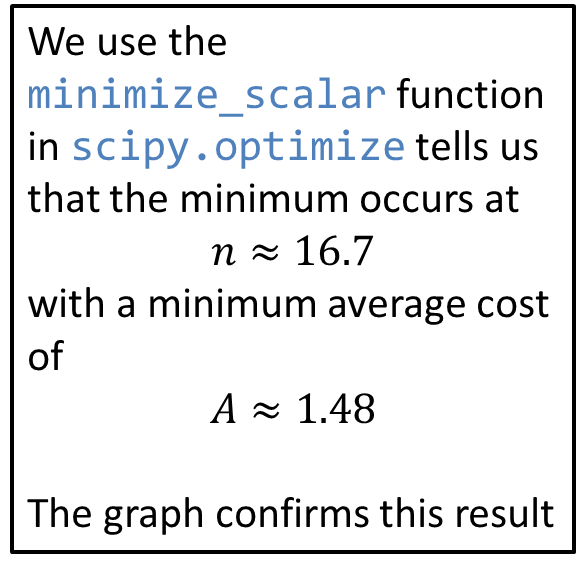 We use the
minimize_scalar function
in scipy.optimize tells us
that the minimum occurs at
n ≈ 16.7
with a minimum average cost
of
A ≈ 1.48
The graph confirms this result